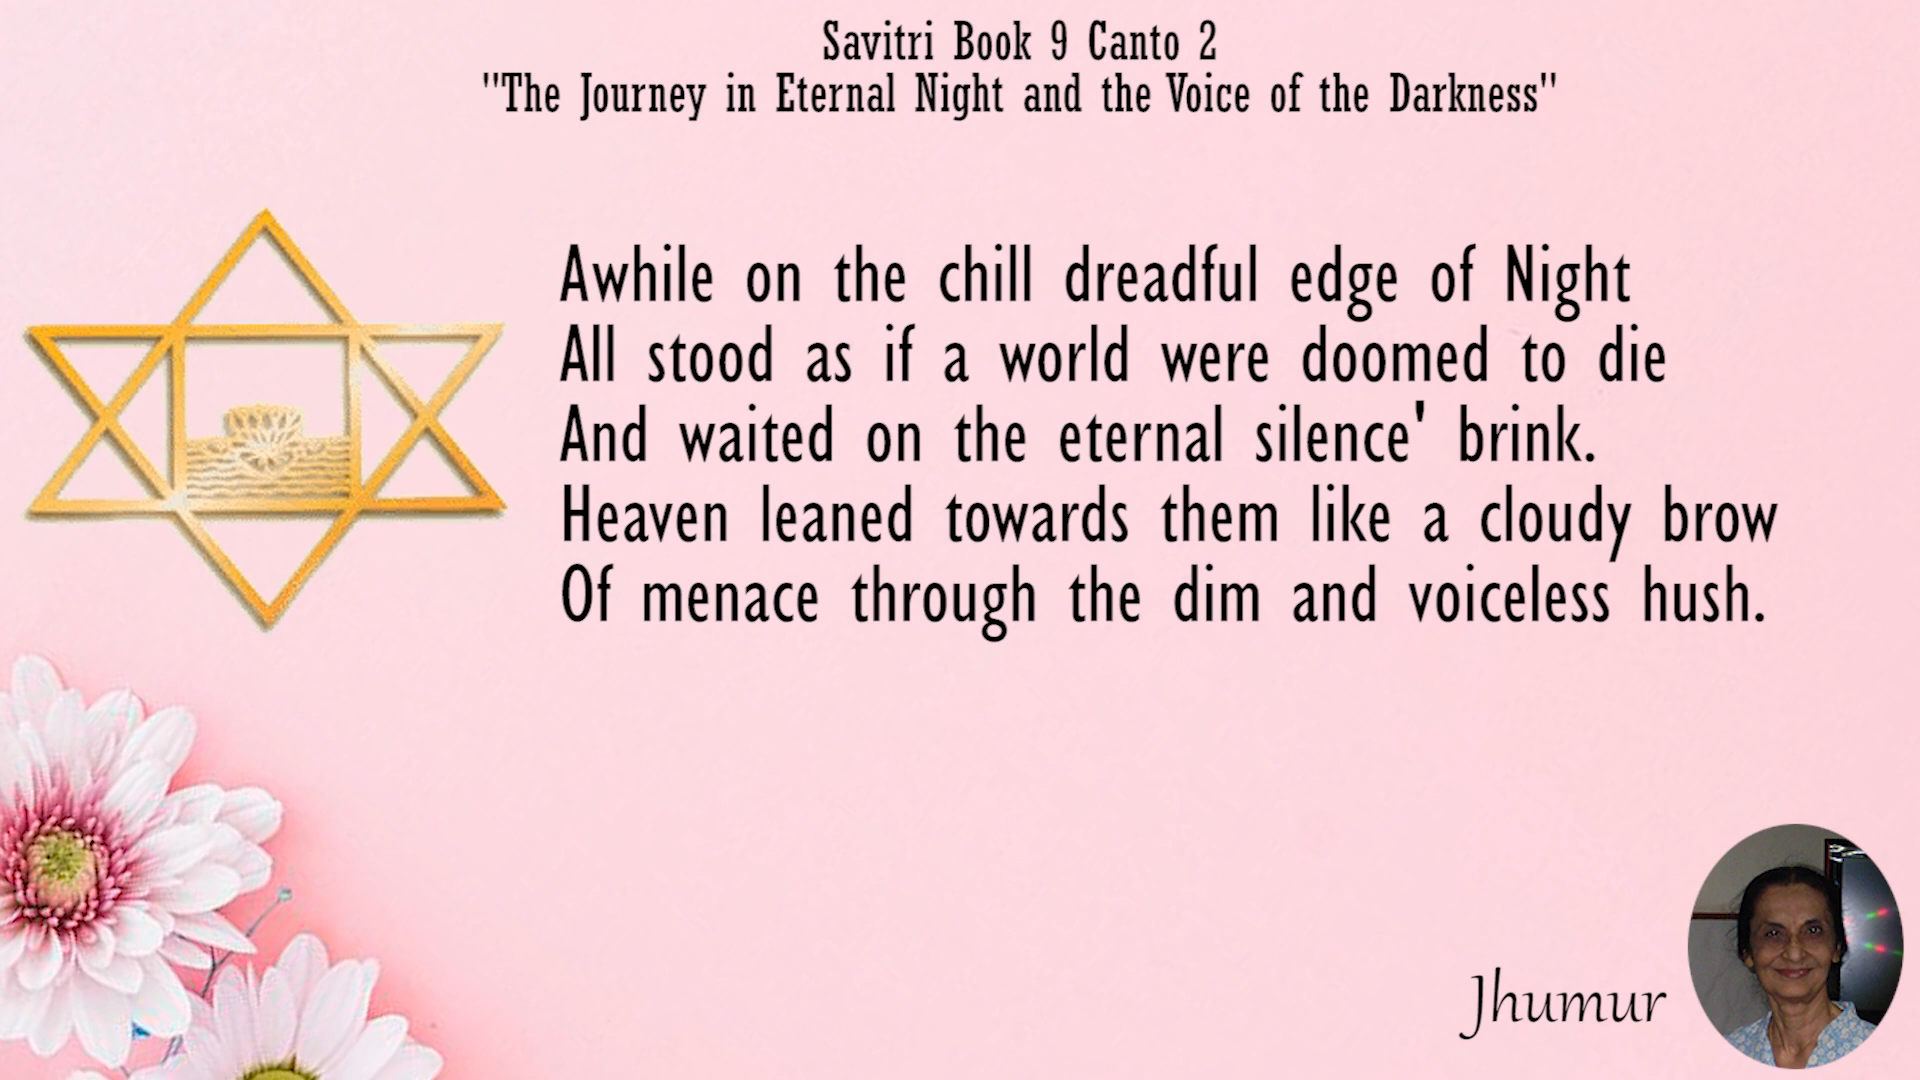 Savitri Book 9 Canto 2
"The Journey in Eternal Night and the Voice of the Darkness"
Awhile on the chill dreadful edge of Night
All stood as if a world were doomed to die
And waited on the eternal silence' brink.
Heaven leaned towards them like a cloudy brow
Of menace through the dim and voiceless hush.
Jhumur